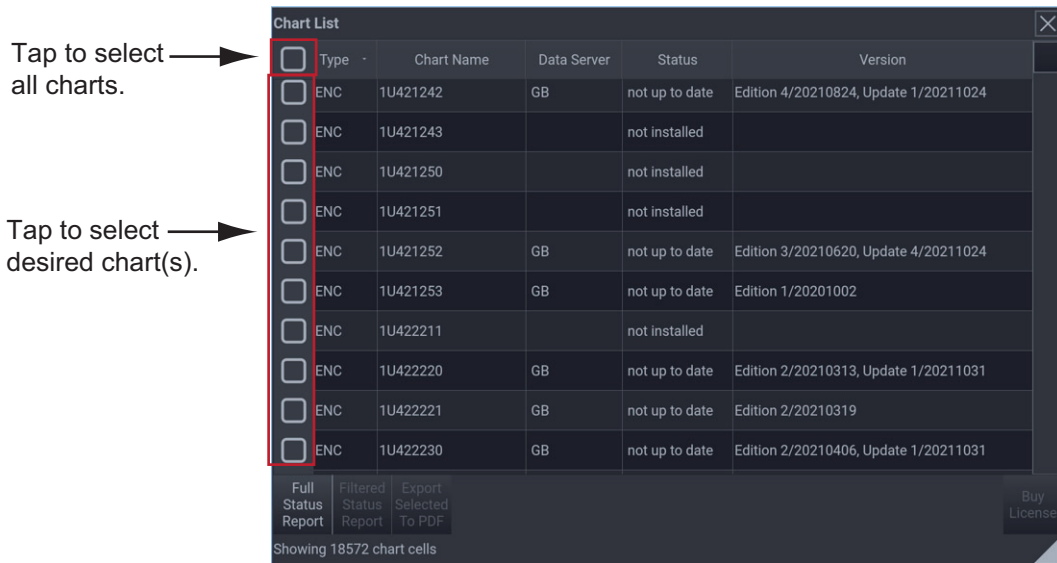 Chart List
Tap to select
all charts.
Type Chart Name Data Server Status Version
ENC 1U421242 GB not up to date Edition 4/20210824, Update 1/20211024
ENC 1U421243 not installed
ENC 1U421250 not installed
ENC 1U421251 not installed
Tap to select
desired chart(s).
ENC 1U421252 GB not up to date Edition 3/20210620, Update 4/20211024
ENC 1U421253 GB not up to date Edition 1/20201002
ENC 1U422211 not installed
ENC 1U422220 GB not up to date Edition 2/20210313, Update 1/20211031
ENC 1U422221 GB not up to date Edition 2/20210319
ENC 1U422230 GB not up to date Edition 2/20210406, Update 1/20211031
Full
Status
Report
Filtered
Status
Report
Export
Selected
To PDF
Buy
License
Showing 18572 chart cells